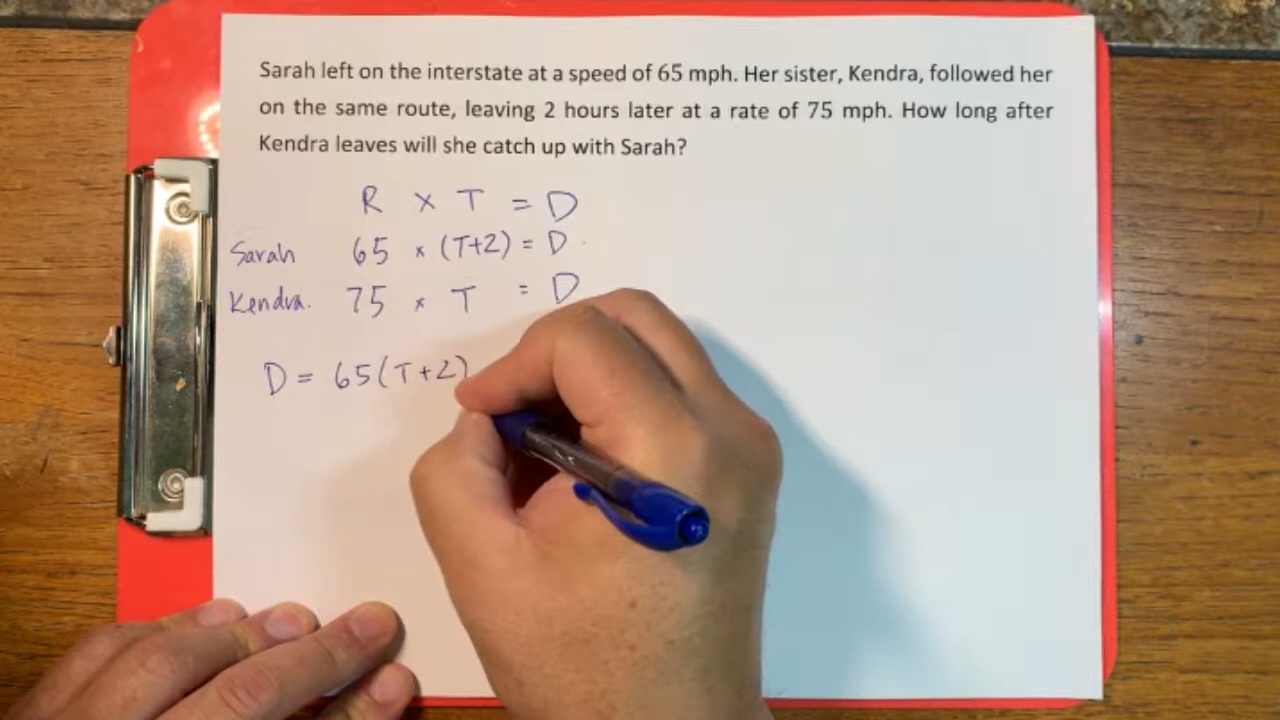 Sarah left on the interstate at a speed of 65 mph. Her sister, Kendra, followed her
on the same route, leaving 2 hours later at a rate of 75 mph. How long after
Kendra leaves will she catch up with Sarah?
R × T = D
Sarah 65 × (T+2) = D
Kendra. 75 × T = D
D = 65(T+2)